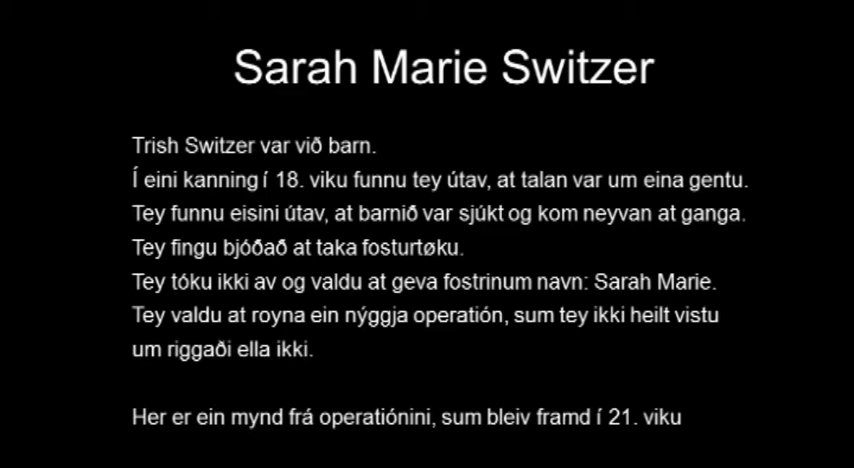 Sarah Marie Switzer
Trish Switzer var við barn.
Í eini kanning í 18. viku funnu tey útav, at talan var um eina gentu.
Tey funnu eisini útav, at barnið var sjúkt og kom neyvan at ganga.
Tey fingu bjóðað at taka fosturtøku.
Tey tóku ikki av og valdu at geva fostrinum navn: Sarah Marie.
Tey valdu at royna ein nýggja operatión, sum tey ikki heilt vistu
um riggaði ella ikki.
Her er ein mynd frá operatiónini, sum bleiv framd í 21. viku